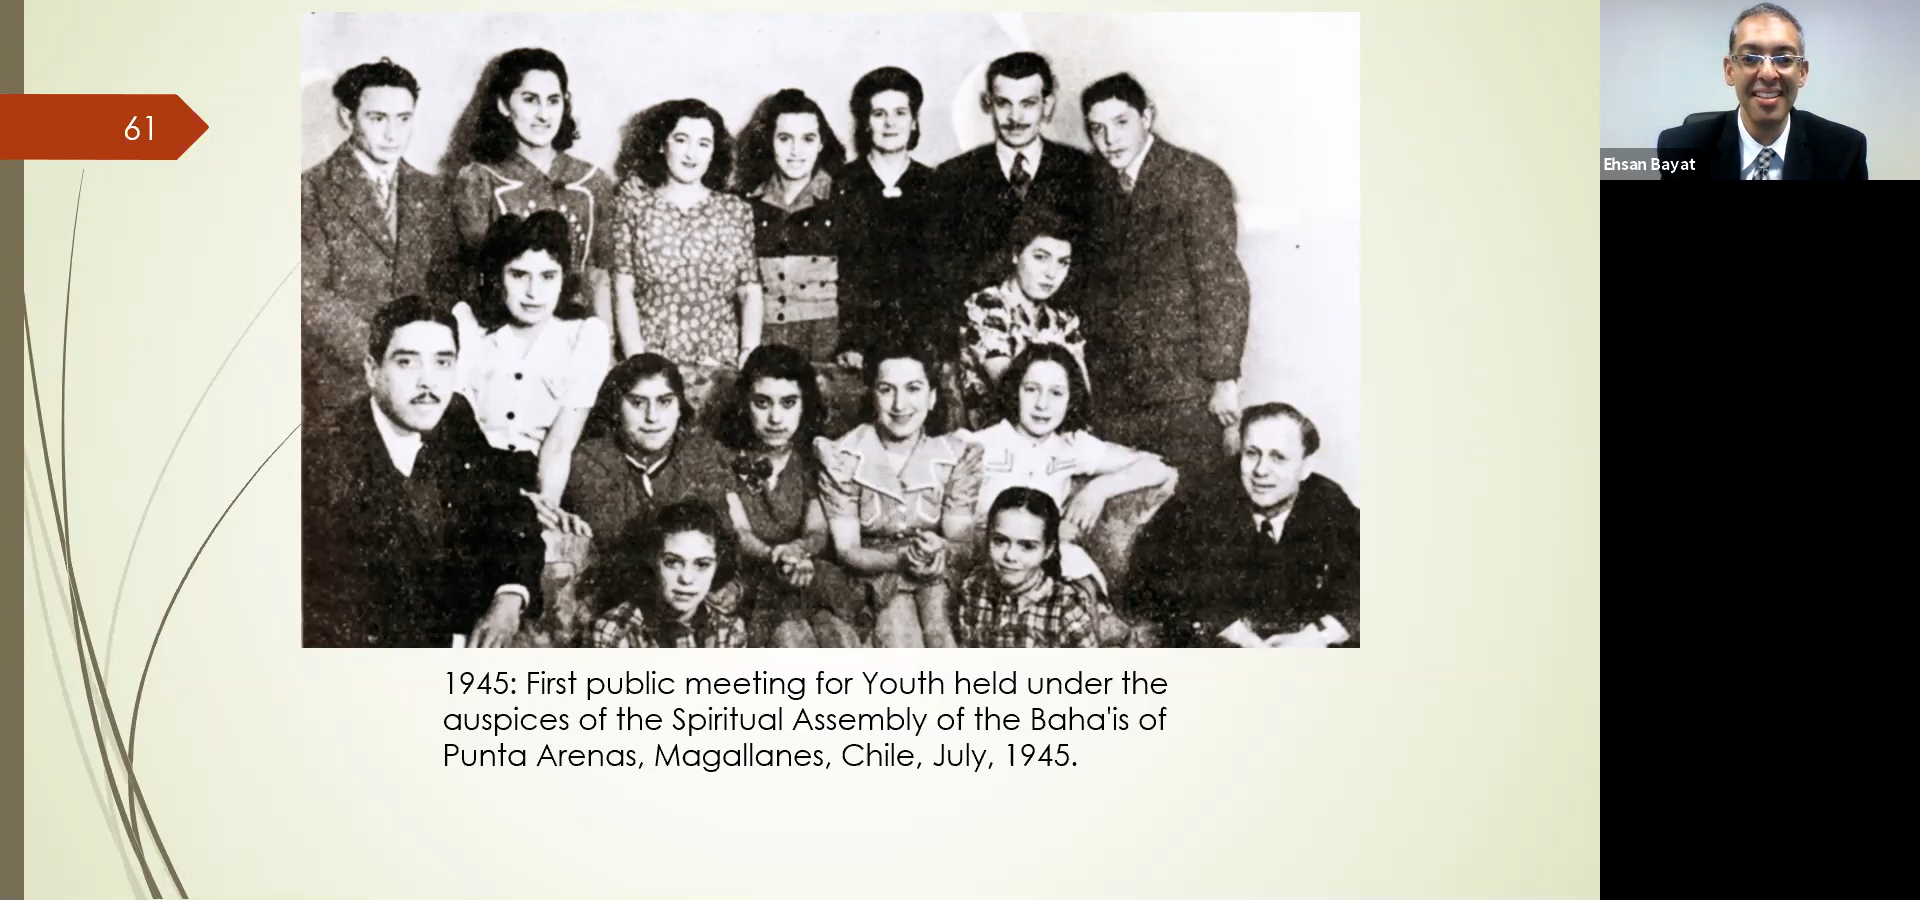 61
Ehsan Bayat
1945: First public meeting for Youth held under the
auspices of the Spiritual Assembly of the Baha'is of
Punta Arenas, Magallanes, Chile, July, 1945.